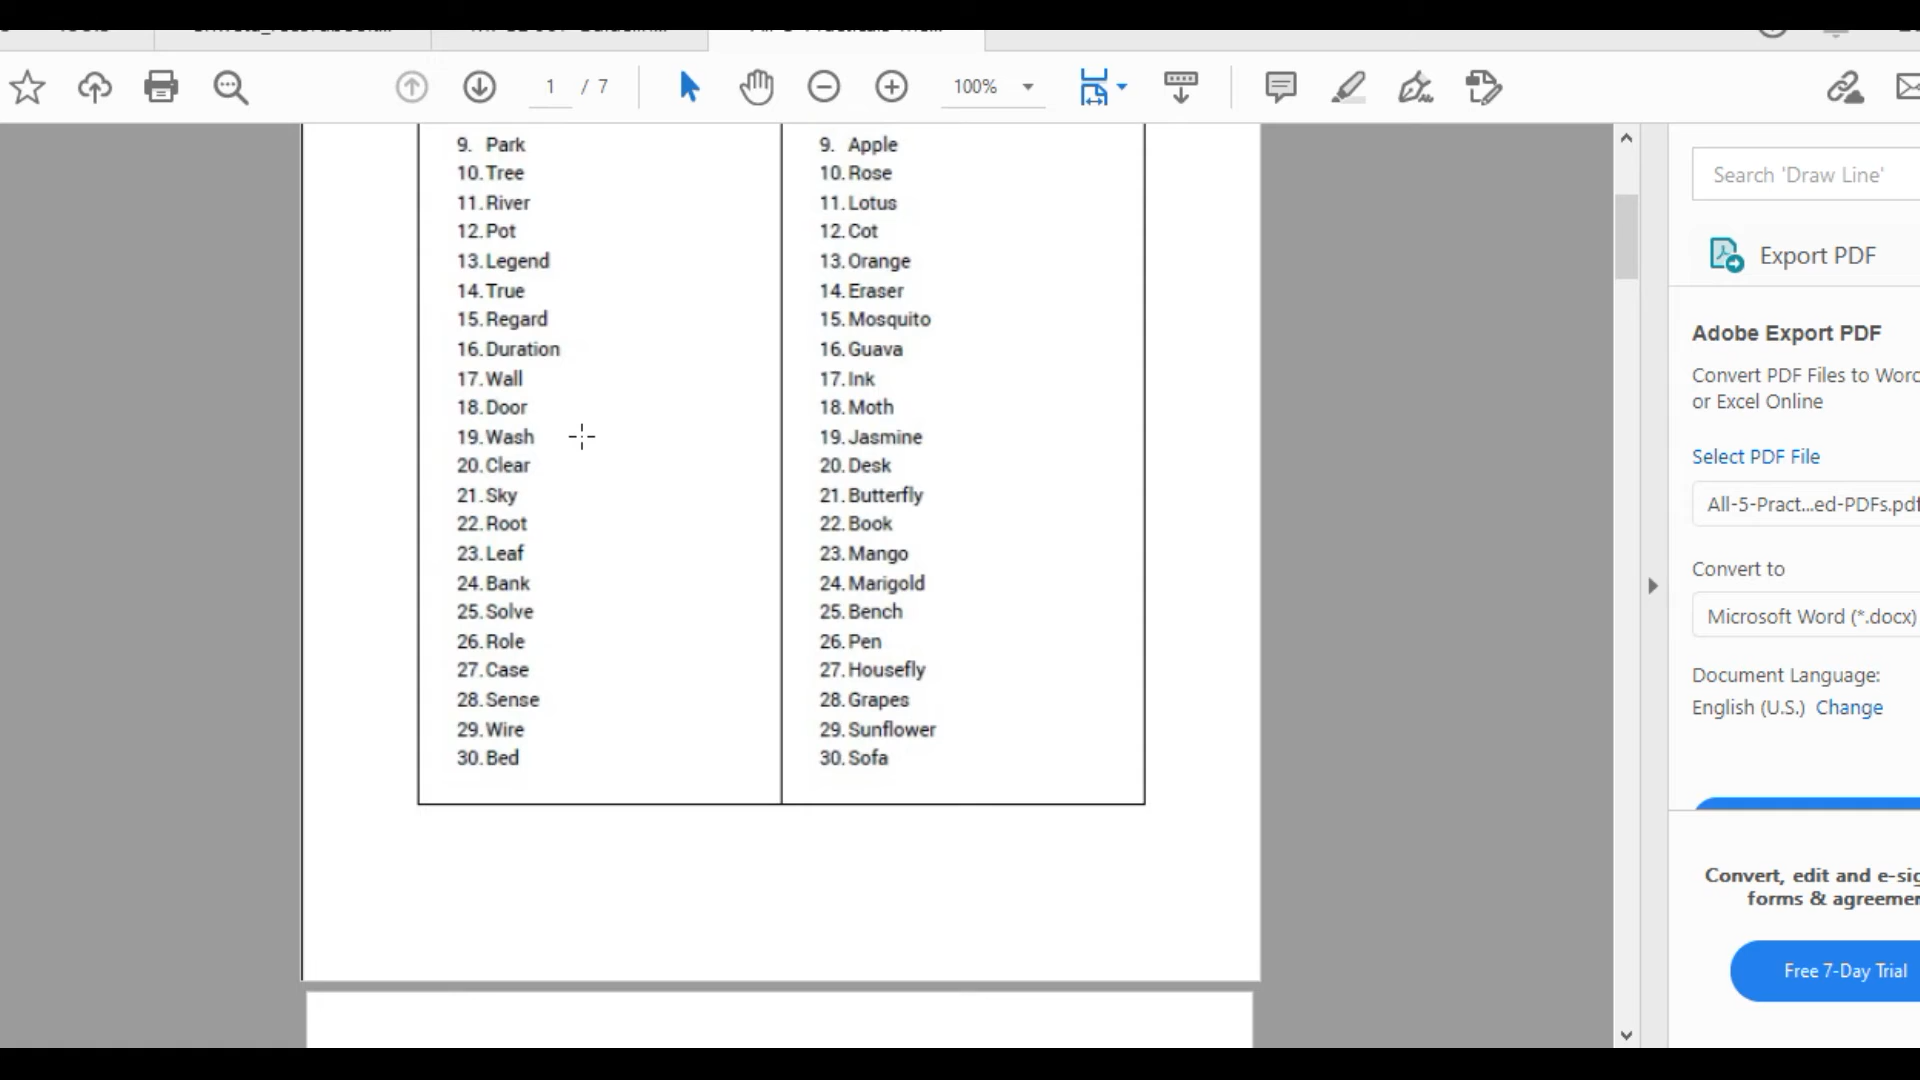 1 / 7
100%
9. Park
10. Tree
11. River
12. Pot
13. Legend
14. True
15. Regard
16. Duration
17. Wall
18. Door
19. Wash
20. Clear
21. Sky
22. Root
23. Leaf
24. Bank
25. Solve
26. Role
27. Case
28. Sense
29. Wire
30. Bed
9. Apple
10. Rose
11. Lotus
12. Cot
13. Orange
14. Eraser
15. Mosquito
16. Guava
17. Ink
18. Moth
19. Jasmine
20. Desk
21. Butterfly
22. Book
23. Mango
24. Marigold
25. Bench
26. Pen
27. Housefly
28. Grapes
29. Sunflower
30. Sofa
Search 'Draw Line'
Export PDF
Adobe Export PDF
Convert PDF Files to Word
or Excel Online
Select PDF File
All-5-Pract...ed-PDFs.pdf
Convert to
Microsoft Word (*.docx)
Document Language:
English (U.S.) Change
Convert, edit and e-sig
forms & agreemen
Free 7-Day Trial